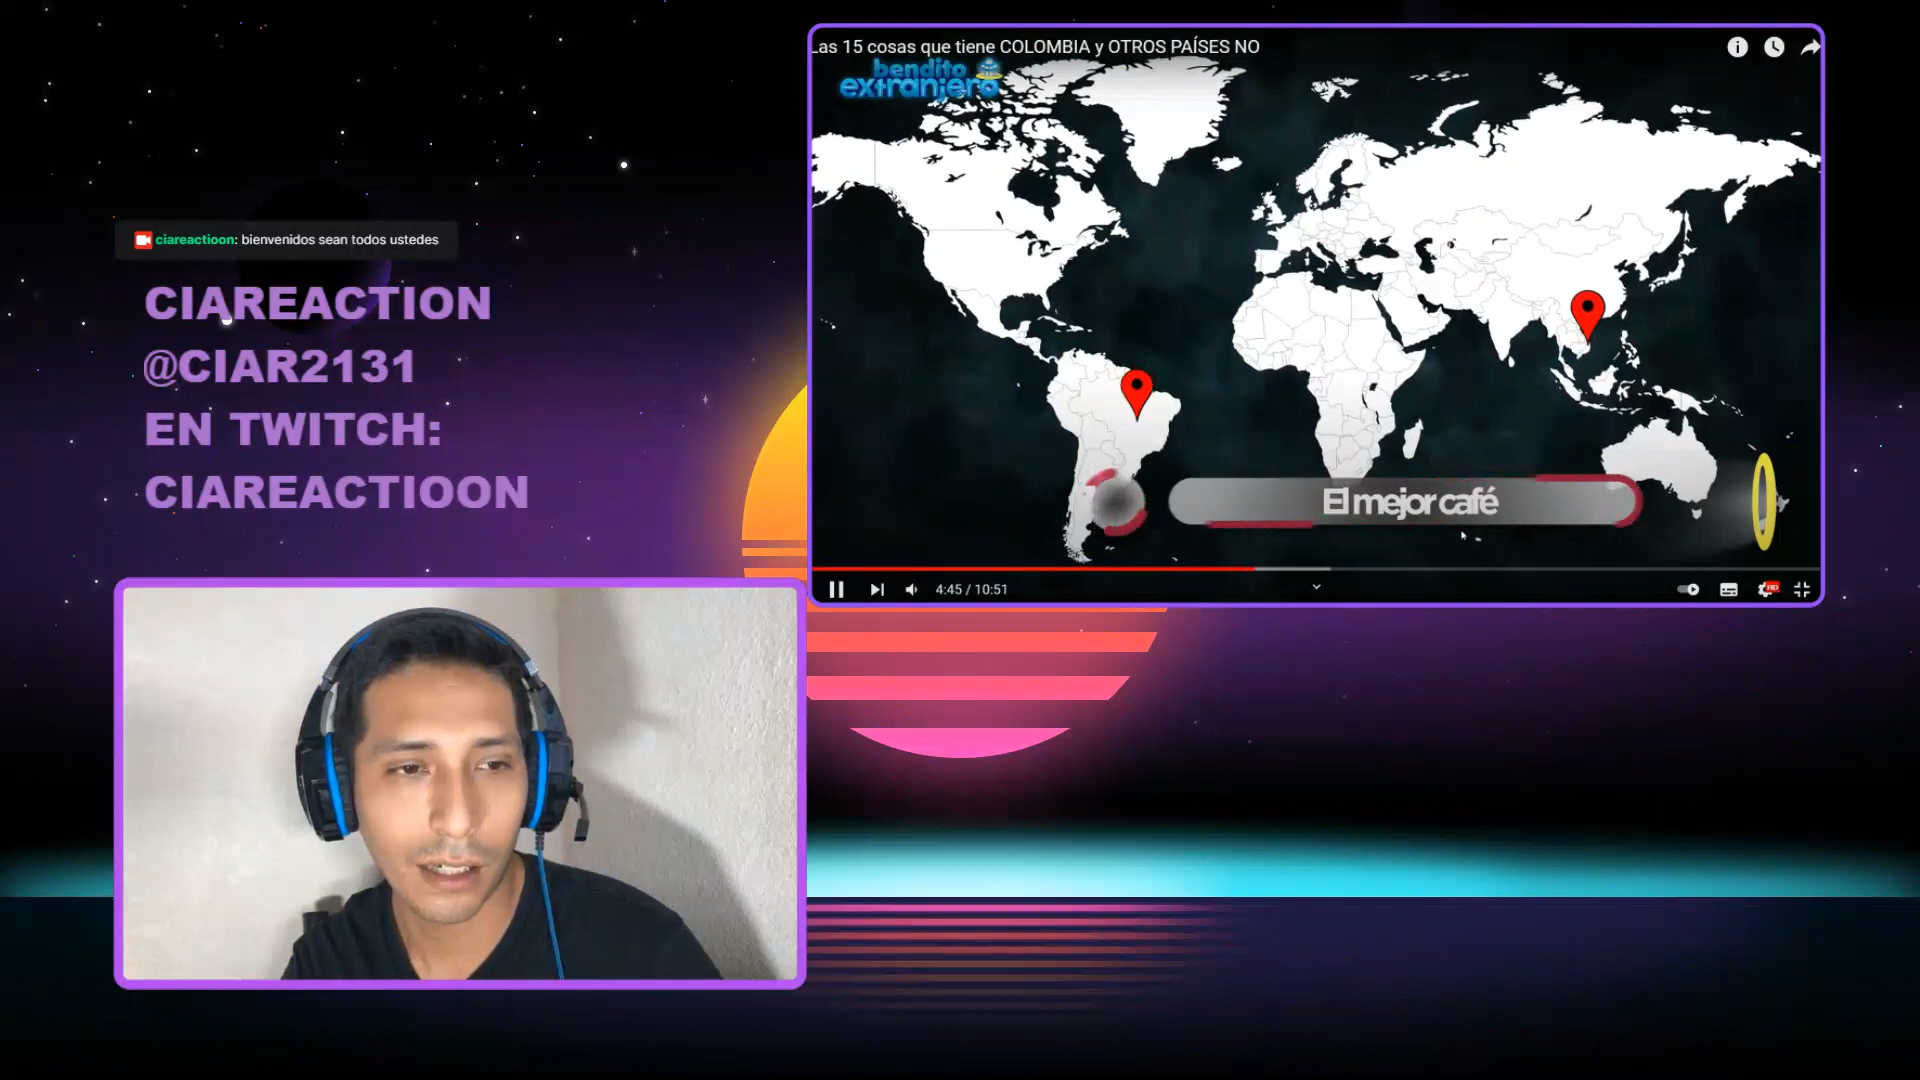 Las 15 cosas que tiene COLOMBIA y OTROS PAÍSES NO
bendito
extranjero
ciareactioon: bienvenidos sean todos ustedes
CIAREACTION
@CIAR2131
EN TWITCH:
CIAREACTIOON
El mejor café
4:45 / 10:51
HD